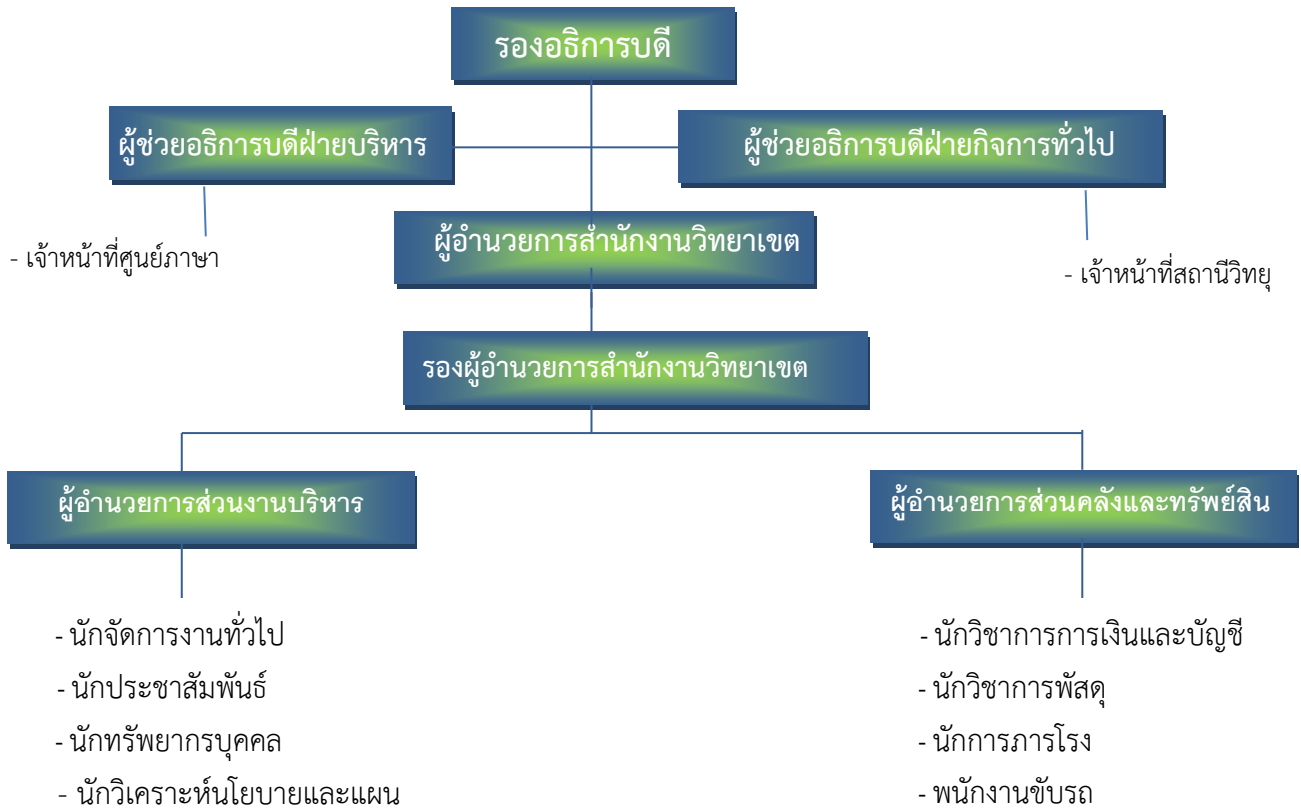 รองอธิการบดี
ผู้ช่วยอธิการบดีฝ่ายบริหาร
ผู้ช่วยอธิการบดีฝ่ายกิจการทั่วไป
- เจ้าหน้าที่ศูนย์ภาษา
ผู้อำนวยการสำนักงานวิทยาเขต
- เจ้าหน้าที่สถานีวิทยุ
รองผู้อำนวยการสำนักงานวิทยาเขต
ผู้อำนวยการส่วนงานบริหาร
- นักจัดการงานทั่วไป
- นักประชาสัมพันธ์
- นักทรัพยากรบุคคล
- นักวิเคราะห์นโยบายและแผน
ผู้อำนวยการส่วนคลังและทรัพย์สิน
- นักวิชาการการเงินและบัญชี
- นักวิชาการพัสดุ
- นักการภารโรง
- พนักงานขับรถ